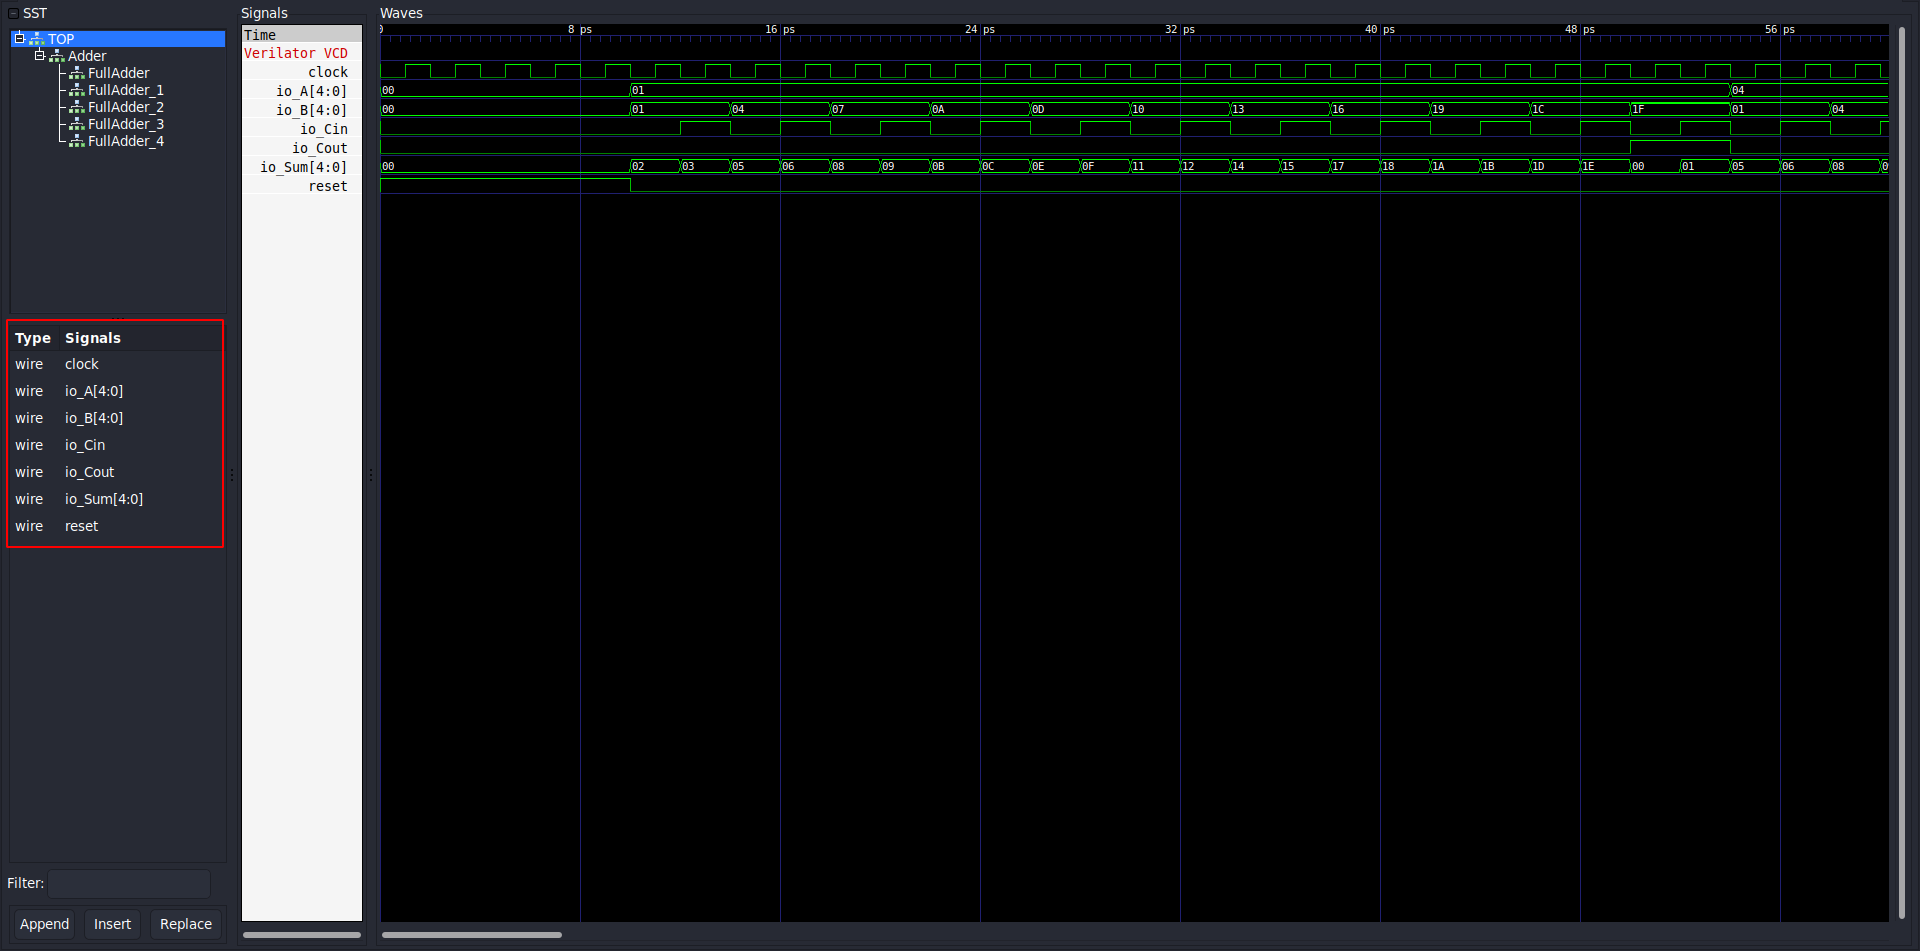 SST
TOP
Adder
FullAdder
FullAdder_1
FullAdder_2
FullAdder_3
FullAdder_4
Type Signals
wire clock
wire io_A[4:0]
wire io_B[4:0]
wire io_Cin
wire io_Cout
wire io_Sum[4:0]
wire reset
Filter:
Append Insert Replace
Signals
Time
Verilator VCD
clock
io_A[4:0]
io_B[4:0]
io_Cin
io_Cout
io_Sum[4:0]
reset
Waves
8 ps 16 ps 24 ps 32 ps 40 ps 48 ps 56 ps
00 01 04
00 01 04 07 0A 0D 10 13 16 19 1C 1F 01 04
00 02 03 05 06 08 09 0B 0C 0E 0F 11 12 14 15 17 18 1A 1B 1D 1E 00 01 05 06 08